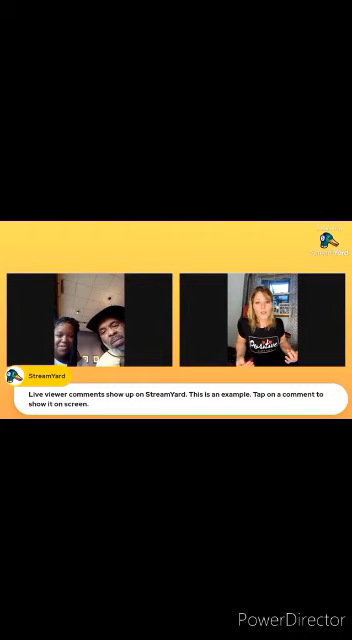 StreamYard
StreamYard
Live viewer comments show up on StreamYard. This is an example. Tap on a comment to
show it on screen.
PowerDirector